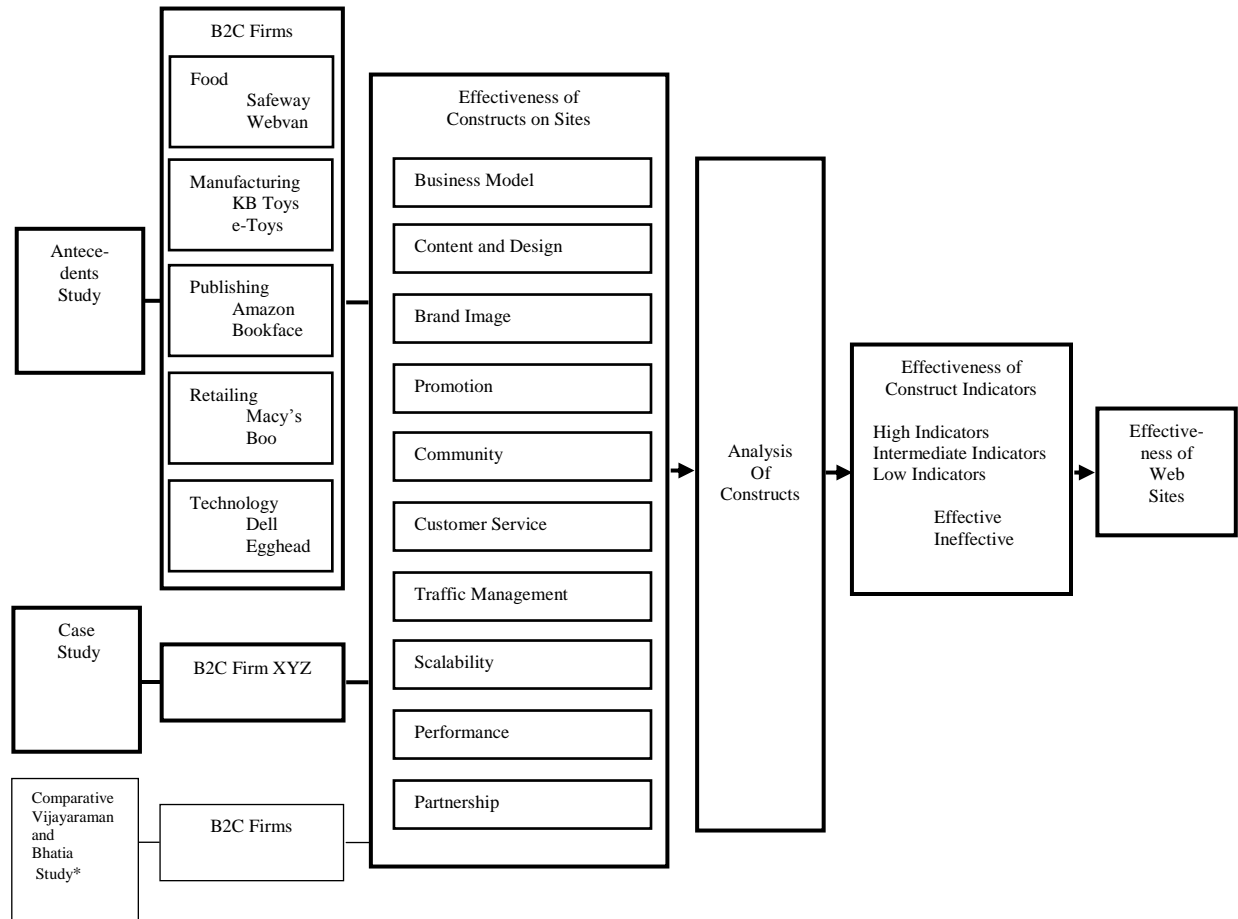 B2C Firms
Food
Safeway
Webvan
Manufacturing
KB Toys
e-Toys
Publishing
Amazon
Bookface
Retailing
Macy's
Boo
Technology
Dell
Egghead
Antece-
dents
Study
Case
Study
B2C Firm XYZ
Comparative
Vijayaraman
and
Bhatia
Study*
B2C Firms
Effectiveness of
Constructs on Sites
Business Model
Content and Design
Brand Image
Promotion
Community
Customer Service
Traffic Management
Scalability
Performance
Partnership
Analysis
Of
Constructs
Effectiveness of
Construct Indicators
High Indicators
Intermediate Indicators
Low Indicators
Effective
Ineffective
Effective-
ness of
Web
Sites